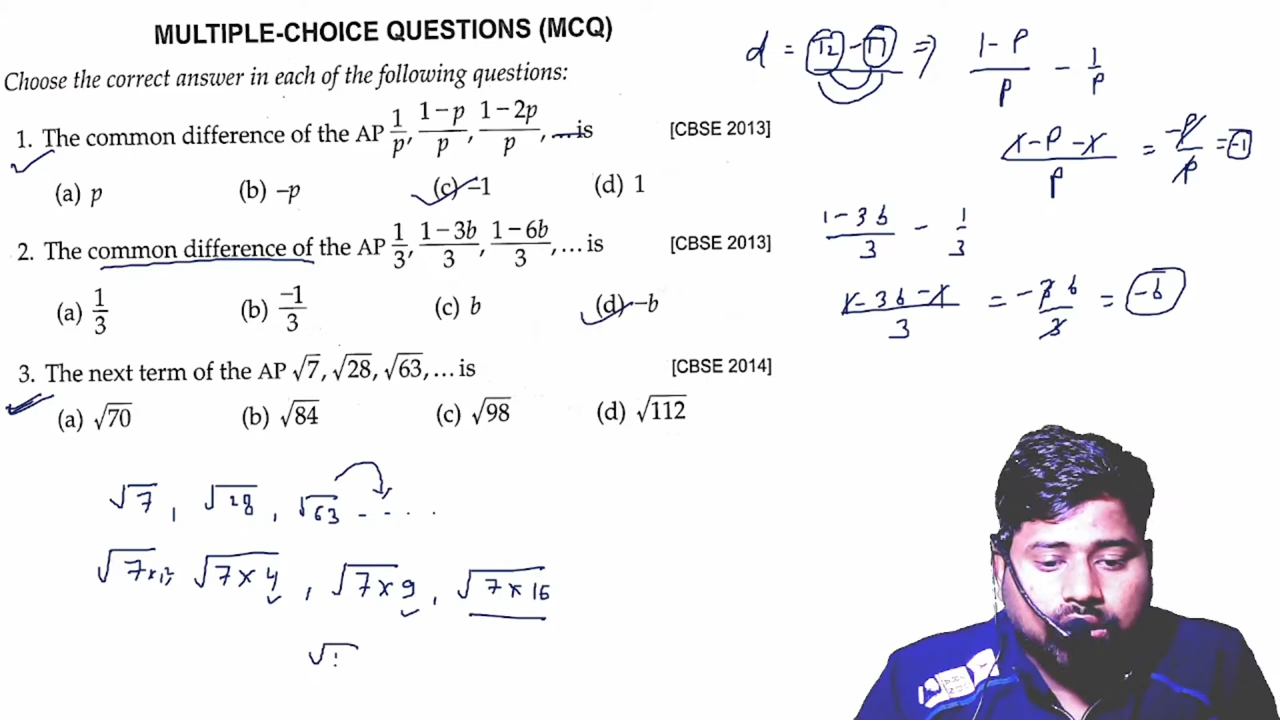 MULTIPLE-CHOICE QUESTIONS (MCQ)
Choose the correct answer in each of the following questions:
1. The common difference of the AP 1/p, (1−p)/p, (1−2p)/p, ... is [CBSE 2013]
(a) p (b) –p (c) –1 (d) 1
2. The common difference of the AP 1/3, (1−3b)/3, (1−6b)/3, ... is [CBSE 2013]
(a) 1/3 (b) −1/3 (c) b (d) –b
3. The next term of the AP √7, √28, √63, ... is [CBSE 2014]
(a) √70 (b) √84 (c) √98 (d) √112
√7, √28, √63 - - . .
√7×1, √7×4, √7×9, √7×16
d = T2 - T1 ⇒ (1-P)/P - 1/P
(1-P-1)/P = -P/P = -1
(1-3b)/3 - 1/3
(1-3b-1)/3 = -3b/3 = -b